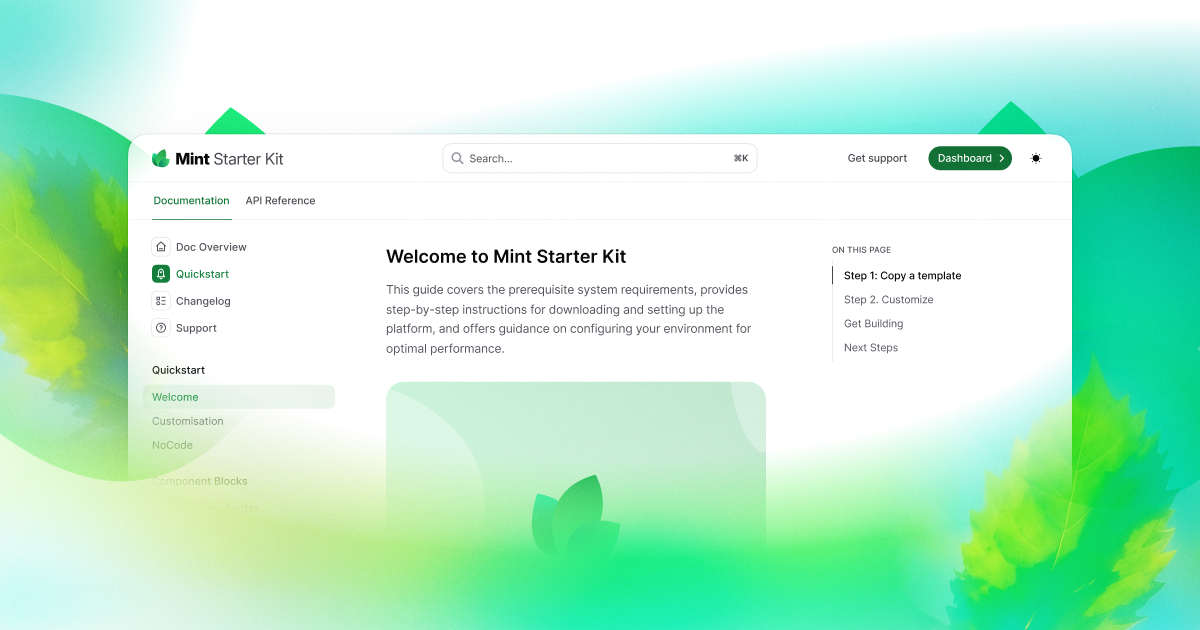 Mint Starter Kit
Search...
⌘K
Get support
Dashboard
Documentation
API Reference
Doc Overview
Quickstart
Changelog
Support
Quickstart
Welcome
Customisation
NoCode
Component Blocks
Welcome to Mint Starter Kit
This guide covers the prerequisite system requirements, provides
step-by-step instructions for downloading and setting up the
platform, and offers guidance on configuring your environment for
optimal performance.
ON THIS PAGE
Step 1: Copy a template
Step 2. Customize
Get Building
Next Steps